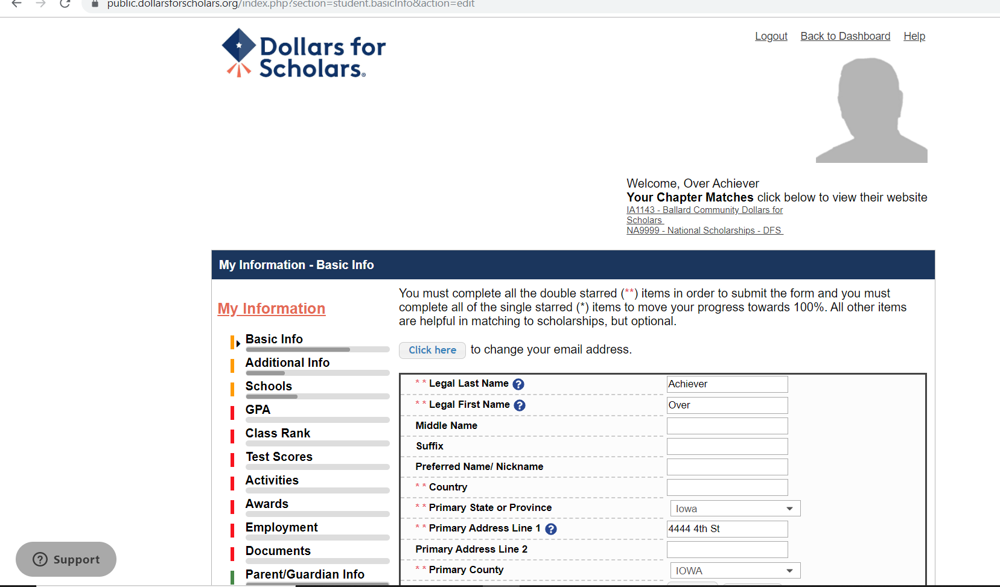 public.dollarsforscholars.org/index.php?section=student.basicInfo&action=edit
Logout Back to Dashboard Help
Dollars for
Scholars®
Welcome, Over Achiever
Your Chapter Matches click below to view their website
IA1143 - Ballard Community Dollars for
Scholars
NA9999 - National Scholarships - DFS
My Information - Basic Info
My Information
Basic Info
Additional Info
Schools
GPA
Class Rank
Test Scores
Activities
Awards
Employment
Documents
Parent/Guardian Info
You must complete all the double starred (**) items in order to submit the form and you must
complete all of the single starred (*) items to move your progress towards 100%. All other items
are helpful in matching to scholarships, but optional.
Click here to change your email address.
** Legal Last Name ? Achiever
** Legal First Name ? Over
Middle Name
Suffix
Preferred Name/ Nickname
** Country
** Primary State or Province Iowa
** Primary Address Line 1 ? 4444 4th St
Primary Address Line 2
** Primary County IOWA
? Support